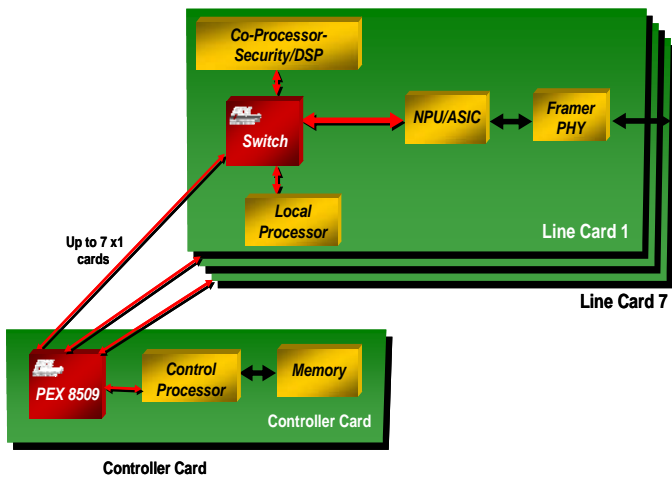 Co-Processor-
Security/DSP
Switch
NPU/ASIC
Framer
PHY
Local
Processor
Line Card 1
Up to 7 x1
cards
Line Card 7
PEX 8509
Control
Processor
Memory
Controller Card
Controller Card